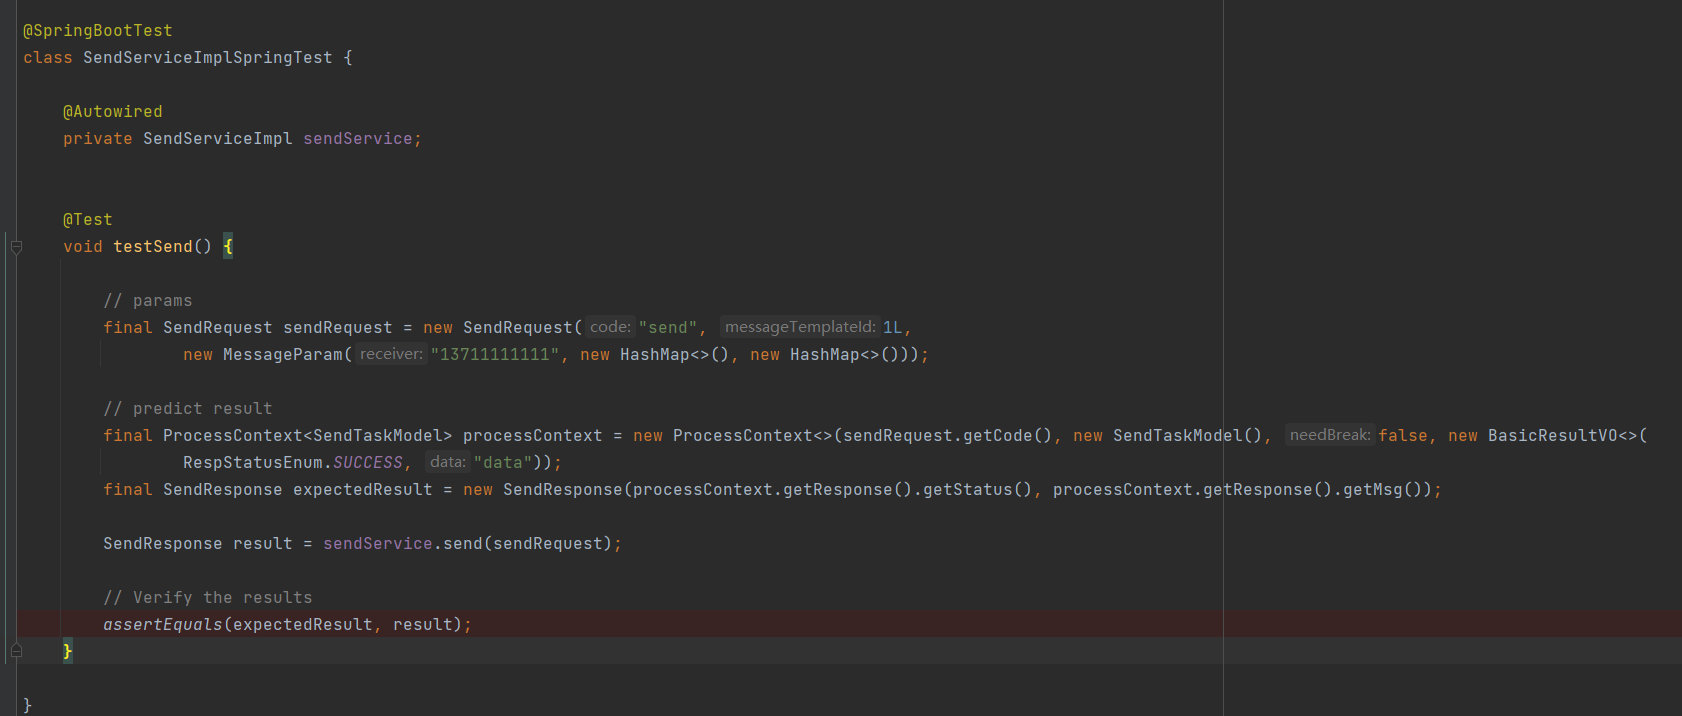 @SpringBootTest
class SendServiceImplSpringTest {
@Autowired
private SendServiceImpl sendService;
@Test
void testSend() {
// params
final SendRequest sendRequest = new SendRequest( code: "send", messageTemplateId: 1L,
new MessageParam( receiver: "13711111111", new HashMap<>(), new HashMap<>()));
// predict result
final ProcessContext<SendTaskModel> processContext = new ProcessContext<>(sendRequest.getCode(), new SendTaskModel(), needBreak: false, new BasicResultVO<>(
RespStatusEnum.SUCCESS, data: "data"));
final SendResponse expectedResult = new SendResponse(processContext.getResponse().getStatus(), processContext.getResponse().getMsg());
SendResponse result = sendService.send(sendRequest);
// Verify the results
assertEquals(expectedResult, result);
}
}